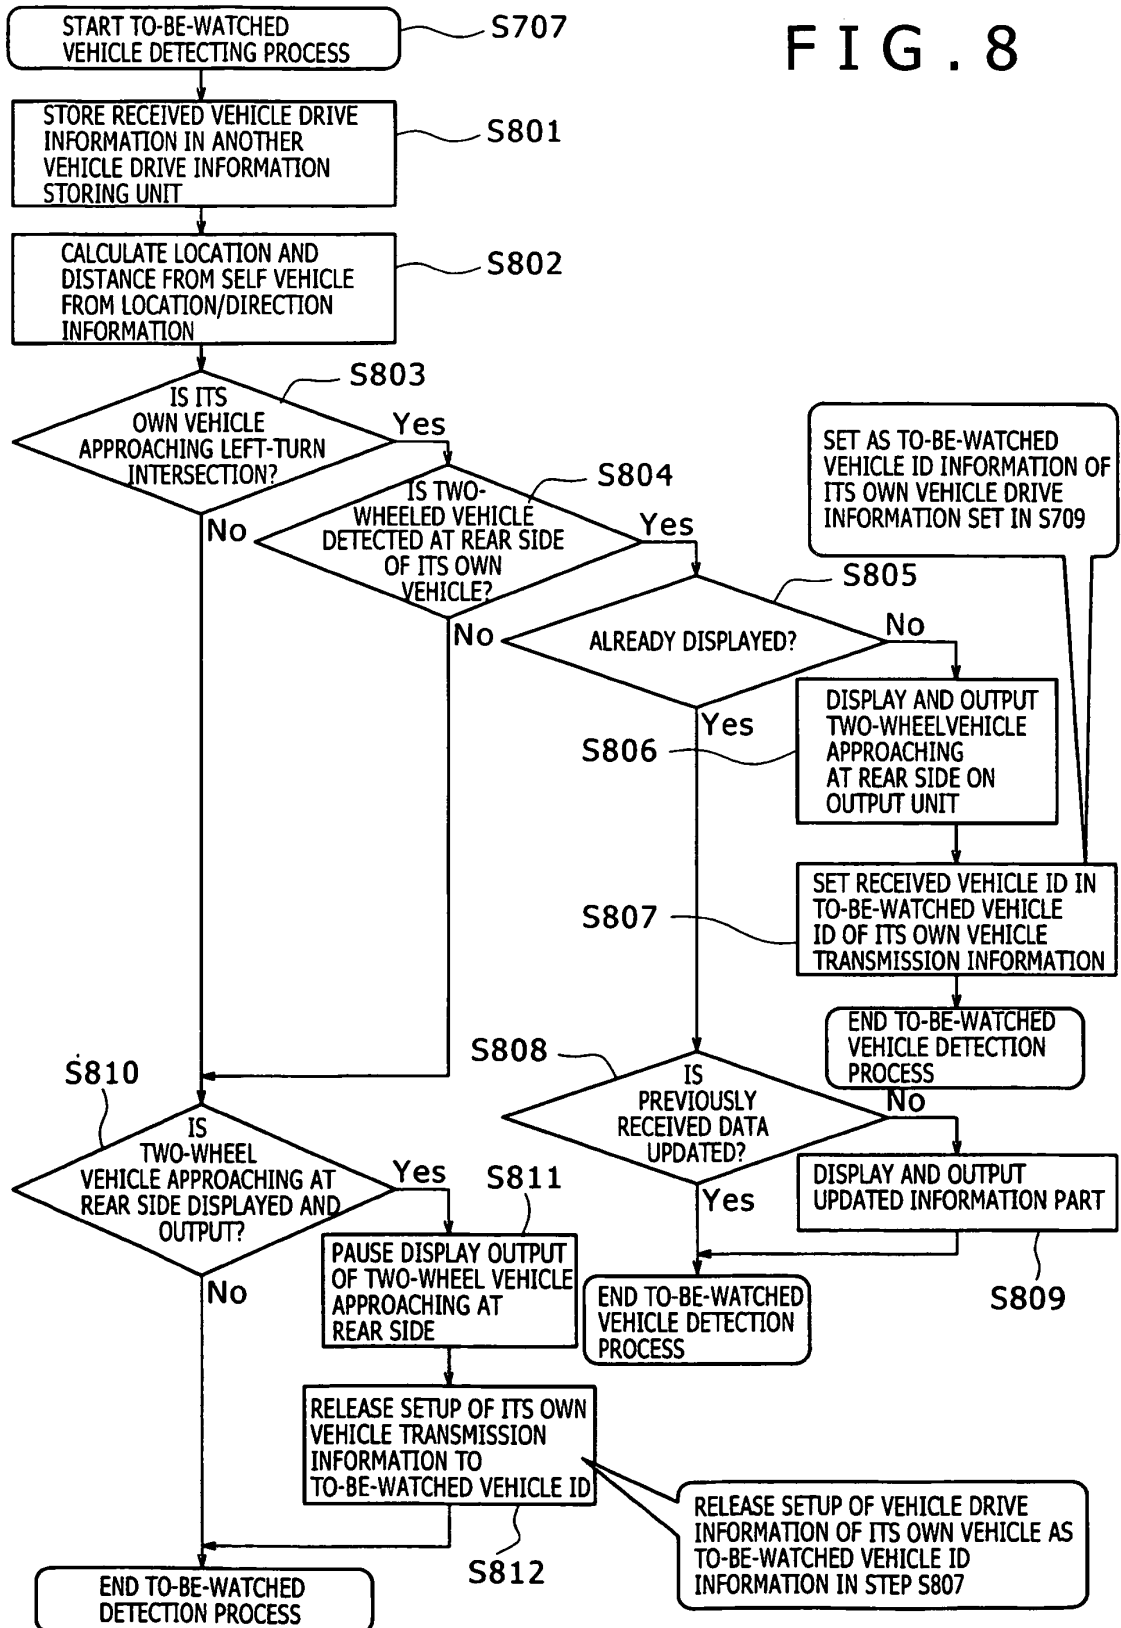 START TO-BE-WATCHED
VEHICLE DETECTING PROCESS
S707
FIG. 8
STORE RECEIVED VEHICLE DRIVE
INFORMATION IN ANOTHER
VEHICLE DRIVE INFORMATION
STORING UNIT
S801
CALCULATE LOCATION AND
DISTANCE FROM SELF VEHICLE
FROM LOCATION/DIRECTION
INFORMATION
S802
S803
IS ITS
OWN VEHICLE
APPROACHING LEFT-TURN
INTERSECTION?
Yes
No
S804
IS TWO-
WHEELED VEHICLE
DETECTED AT REAR SIDE
OF ITS OWN
VEHICLE?
Yes
No
SET AS TO-BE-WATCHED
VEHICLE ID INFORMATION OF
ITS OWN VEHICLE DRIVE
INFORMATION SET IN S709
S805
ALREADY DISPLAYED?
No
Yes
S806
DISPLAY AND OUTPUT
TWO-WHEELVEHICLE
APPROACHING
AT REAR SIDE ON
OUTPUT UNIT
S807
SET RECEIVED VEHICLE ID IN
TO-BE-WATCHED VEHICLE
ID OF ITS OWN VEHICLE
TRANSMISSION INFORMATION
END TO-BE-WATCHED
VEHICLE DETECTION
PROCESS
S808
IS
PREVIOUSLY
RECEIVED DATA
UPDATED?
No
Yes
DISPLAY AND OUTPUT
UPDATED INFORMATION PART
S809
END TO-BE-WATCHED
VEHICLE DETECTION
PROCESS
S810
IS
TWO-WHEEL
VEHICLE APPROACHING AT
REAR SIDE DISPLAYED AND
OUTPUT?
Yes
No
S811
PAUSE DISPLAY OUTPUT
OF TWO-WHEEL VEHICLE
APPROACHING AT
REAR SIDE
RELEASE SETUP OF ITS OWN
VEHICLE TRANSMISSION
INFORMATION TO
TO-BE-WATCHED VEHICLE ID
S812
RELEASE SETUP OF VEHICLE DRIVE
INFORMATION OF ITS OWN VEHICLE AS
TO-BE-WATCHED VEHICLE ID
INFORMATION IN STEP S807
END TO-BE-WATCHED
DETECTION PROCESS